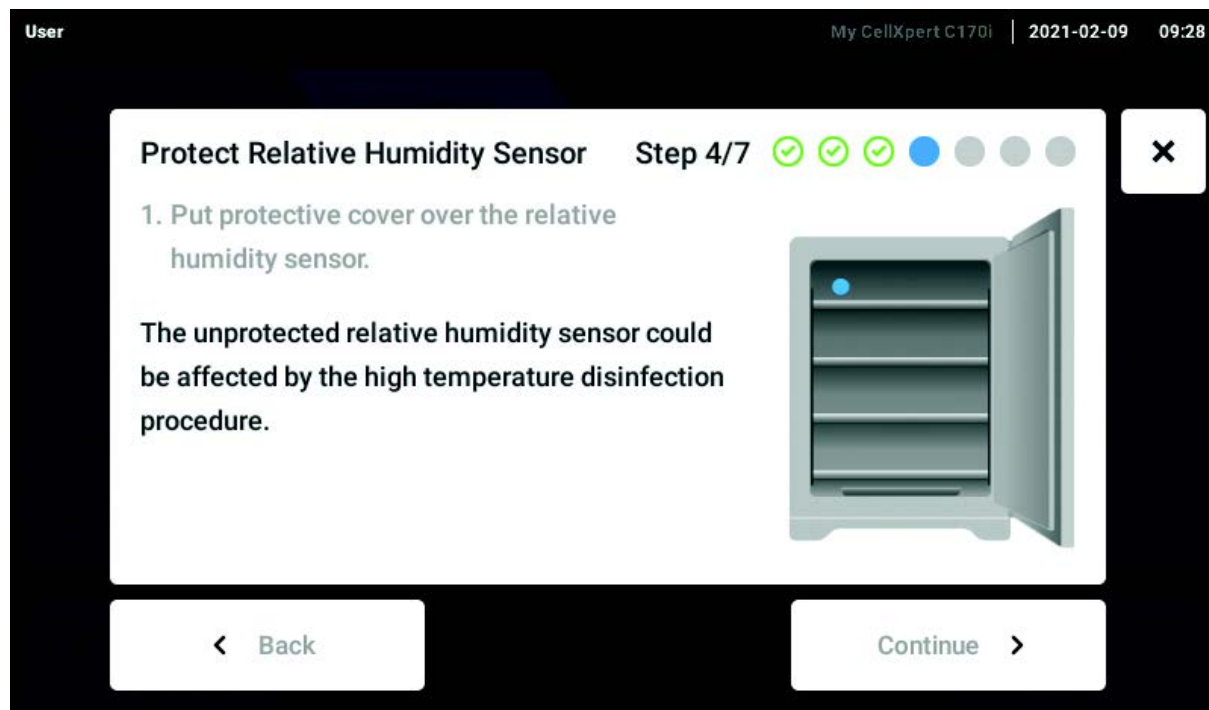 User
My CellXpert C170i | 2021-02-09 09:28
Protect Relative Humidity Sensor Step 4/7
1. Put protective cover over the relative
humidity sensor.
The unprotected relative humidity sensor could
be affected by the high temperature disinfection
procedure.
Back
Continue